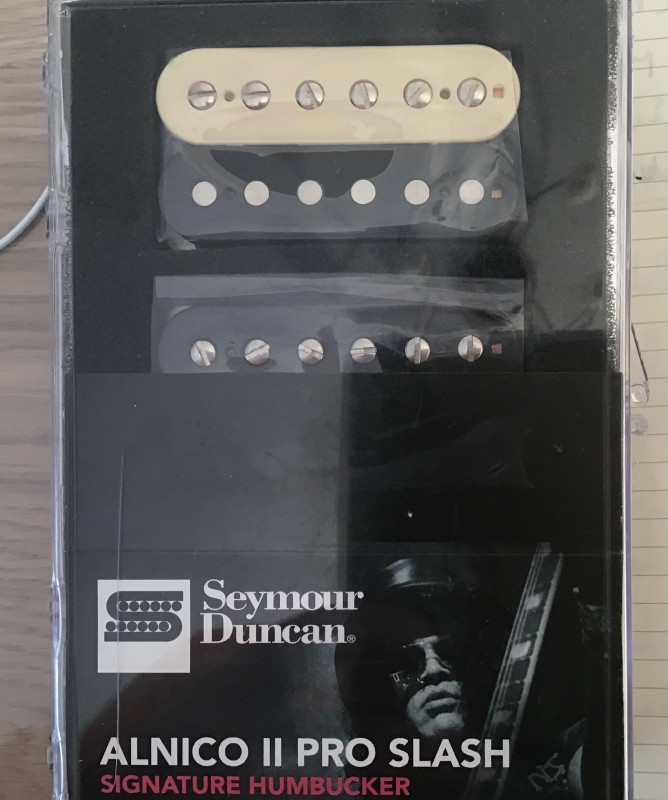 Seymour
Duncan®
ALNICO II PRO SLASH
SIGNATURE HUMBUCKER